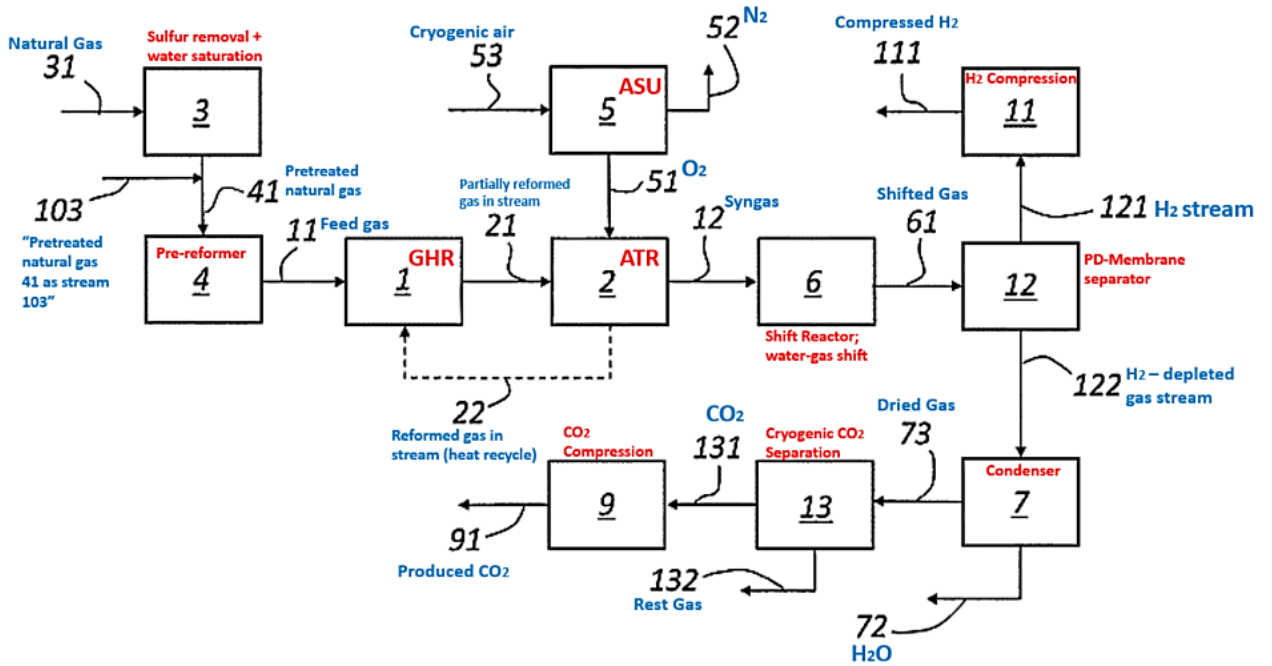 Natural Gas
31
Sulfur removal +
water saturation
3
Cryogenic air
53
ASU
5
52
N2
Compressed H2
111
H2 Compression
11
103
41
Pretreated
natural gas
51
O2
121
H2 stream
"Pretreated
natural gas
41 as stream
103"
Pre-reformer
4
11
Feed gas
GHR
1
Partially reformed
gas in stream
21
ATR
2
12
Syngas
6
Shift Reactor;
water-gas shift
Shifted Gas
61
12
PD-Membrane
separator
22
Reformed gas in
stream (heat recycle)
122
H2 – depleted
gas stream
CO2
Compression
9
91
Produced CO2
CO2
131
Cryogenic CO2
Separation
13
132
Rest Gas
Dried Gas
73
Condenser
7
72
H2O